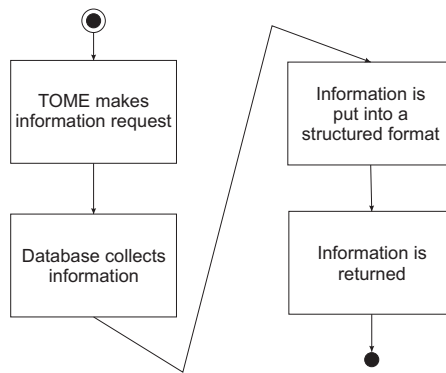 TOME makes
information request
Database collects
information
Information is
put into a
structured format
Information is
returned